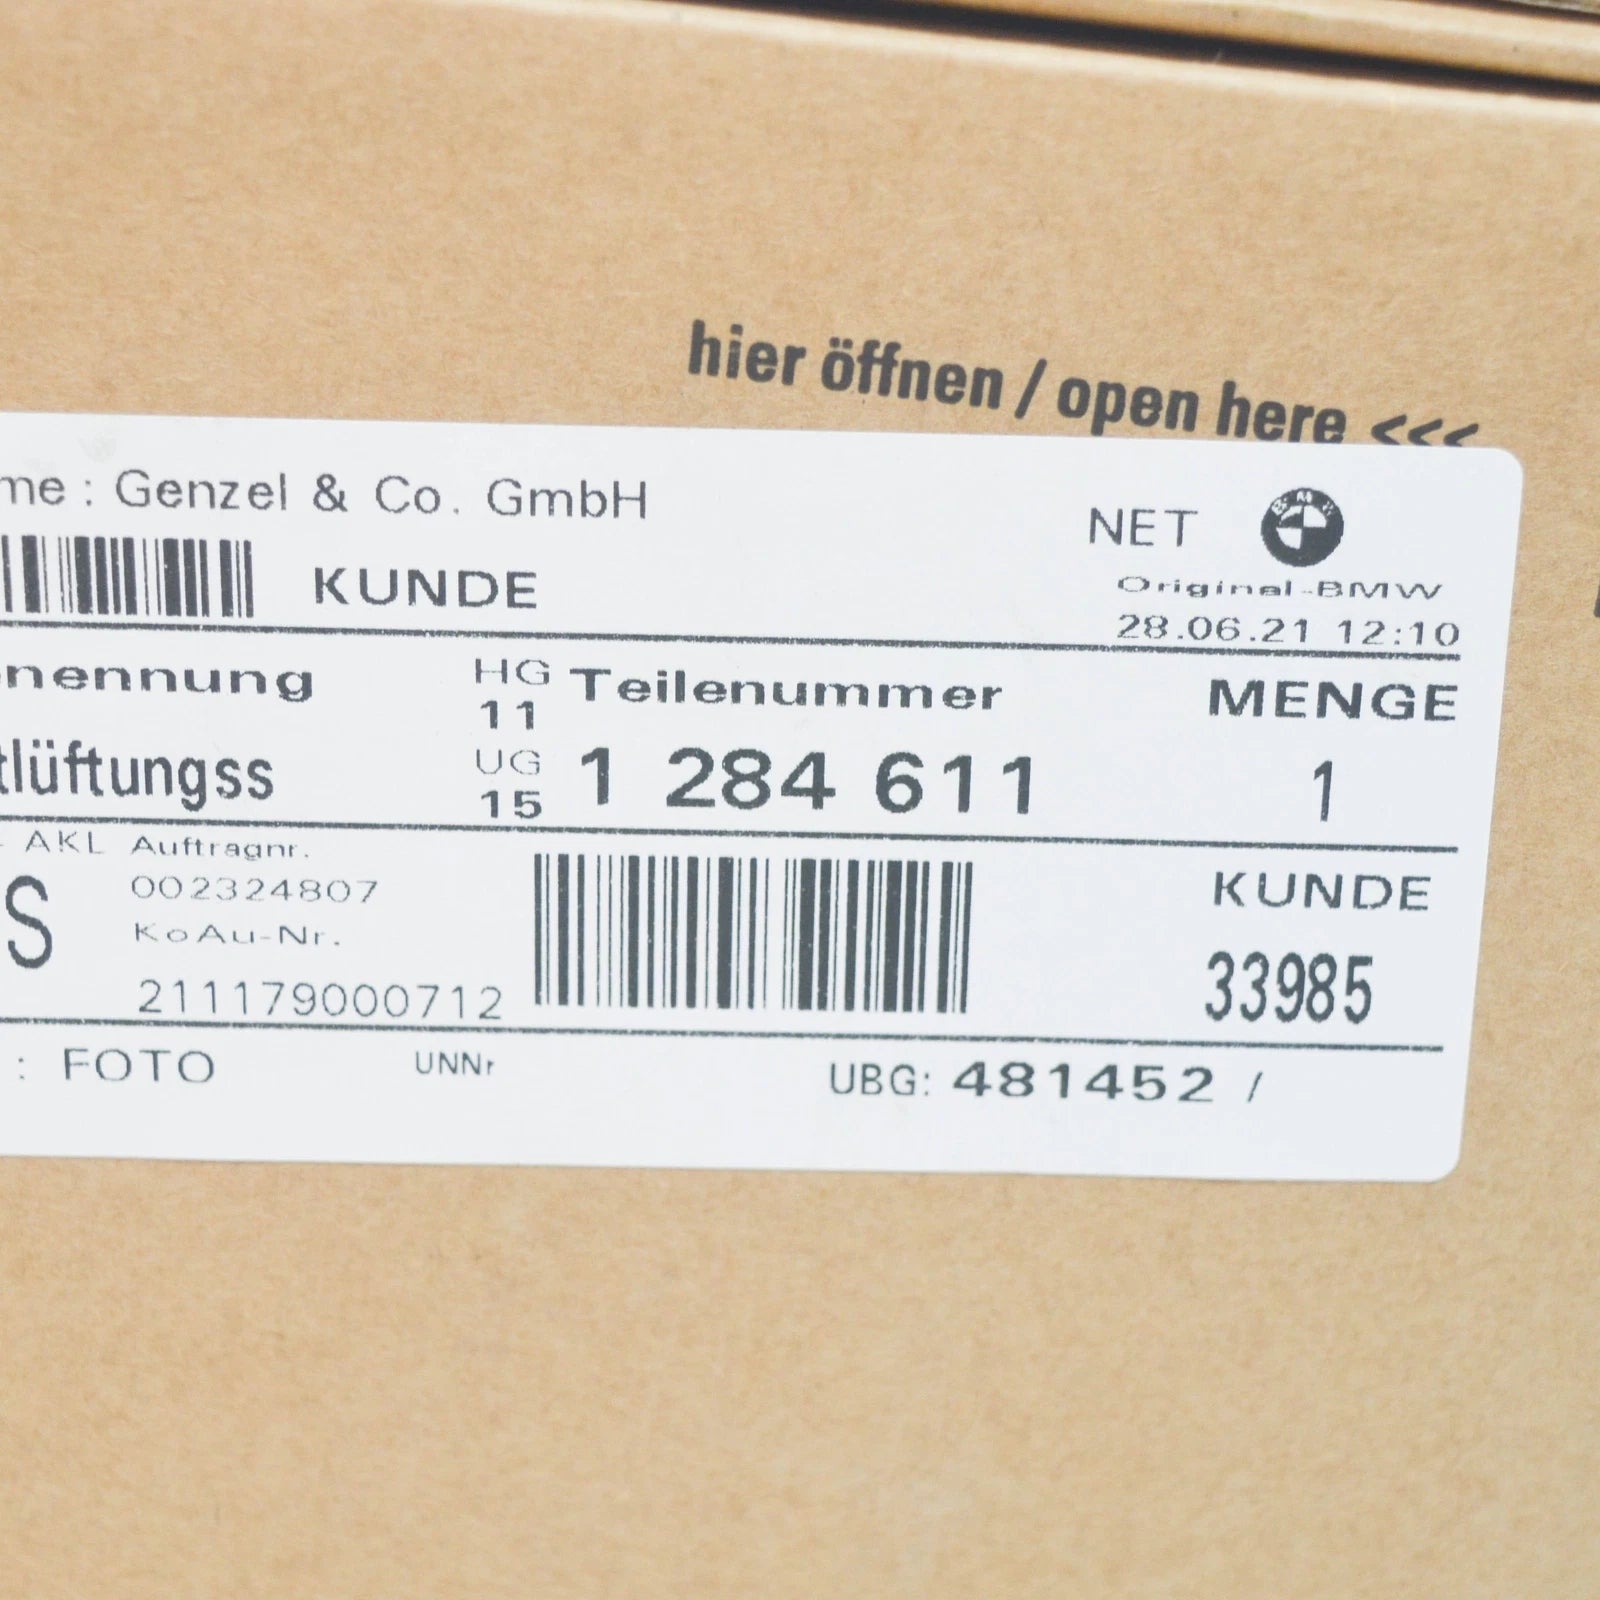 hier öffnen / open here <<<
me : Genzel & Co. GmbH
NET
BMW
KUNDE
Original-BMW
28.06.21 12:10
nennung
HG
Teilenummer
MENGE
11
tlüftungss
UG
1 284 611
1
15
AKL Auftragnr.
002324807
KUNDE
S
KoAu-Nr.
211179000712
33985
: FOTO
UNNr
UBG: 481452 /